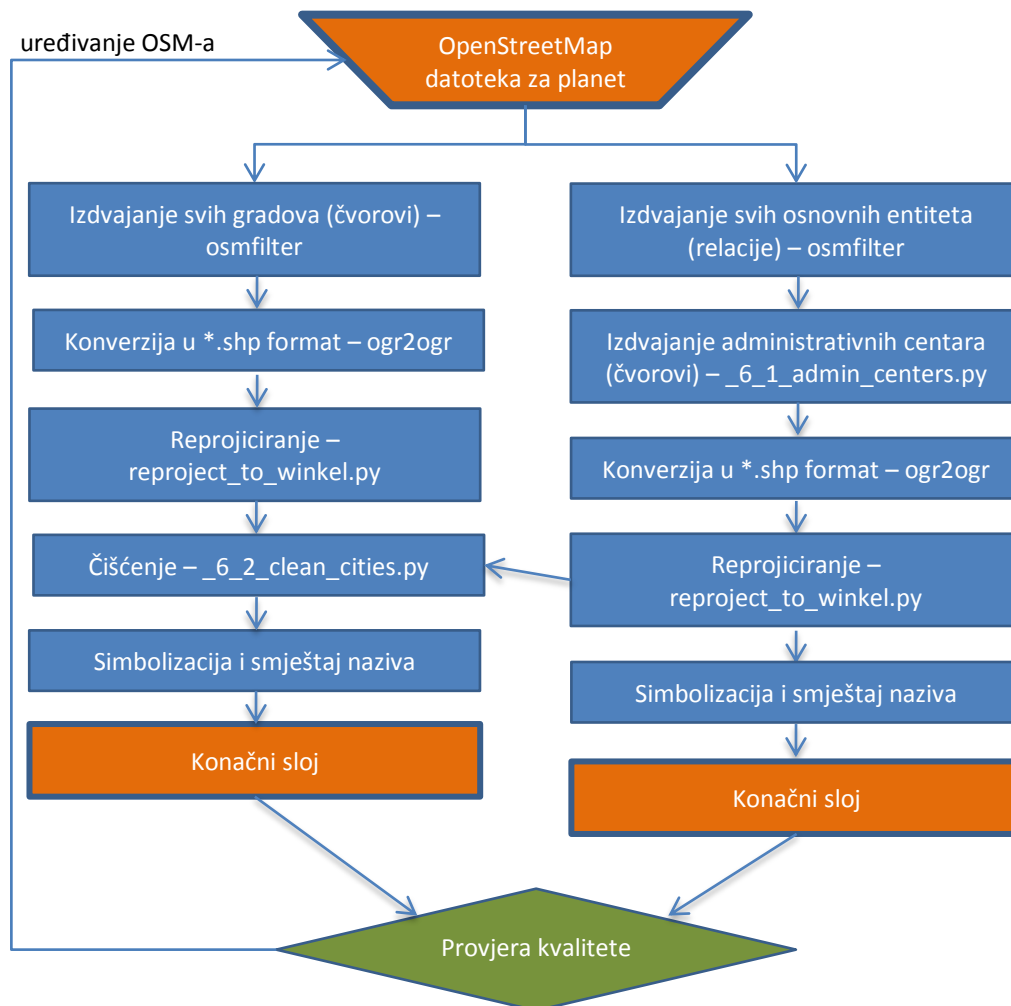 uređivanje OSM-a
OpenStreetMap
datoteka za planet
Izdvajanje svih gradova (čvorovi) –
osmfilter
Konverzija u *.shp format – ogr2ogr
Reprojiciranje –
reproject_to_winkel.py
Čišćenje – _6_2_clean_cities.py
Simbolizacija i smještaj naziva
Konačni sloj
Izdvajanje svih osnovnih entiteta
(relacije) – osmfilter
Izdvajanje administrativnih centara
(čvorovi) – _6_1_admin_centers.py
Konverzija u *.shp format – ogr2ogr
Reprojiciranje –
reproject_to_winkel.py
Simbolizacija i smještaj naziva
Konačni sloj
Provjera kvalitete